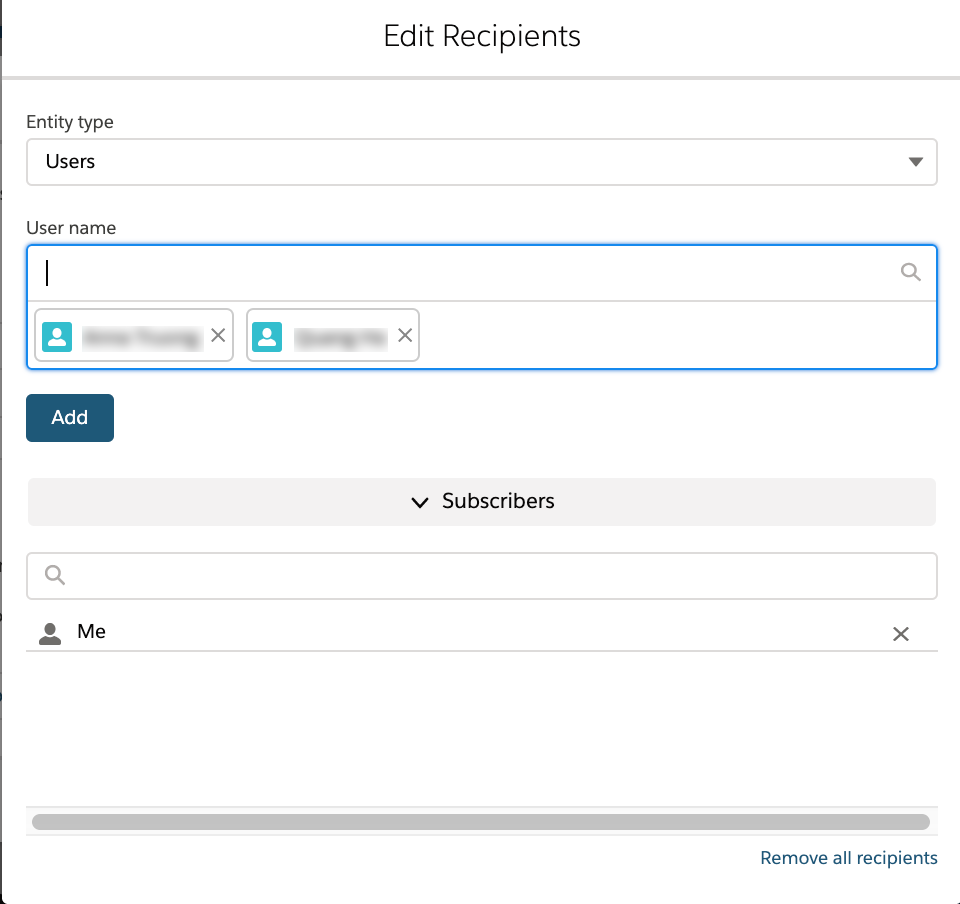 Edit Recipients
Entity type
Users
User name
Add
Subscribers
Me
Remove all recipients